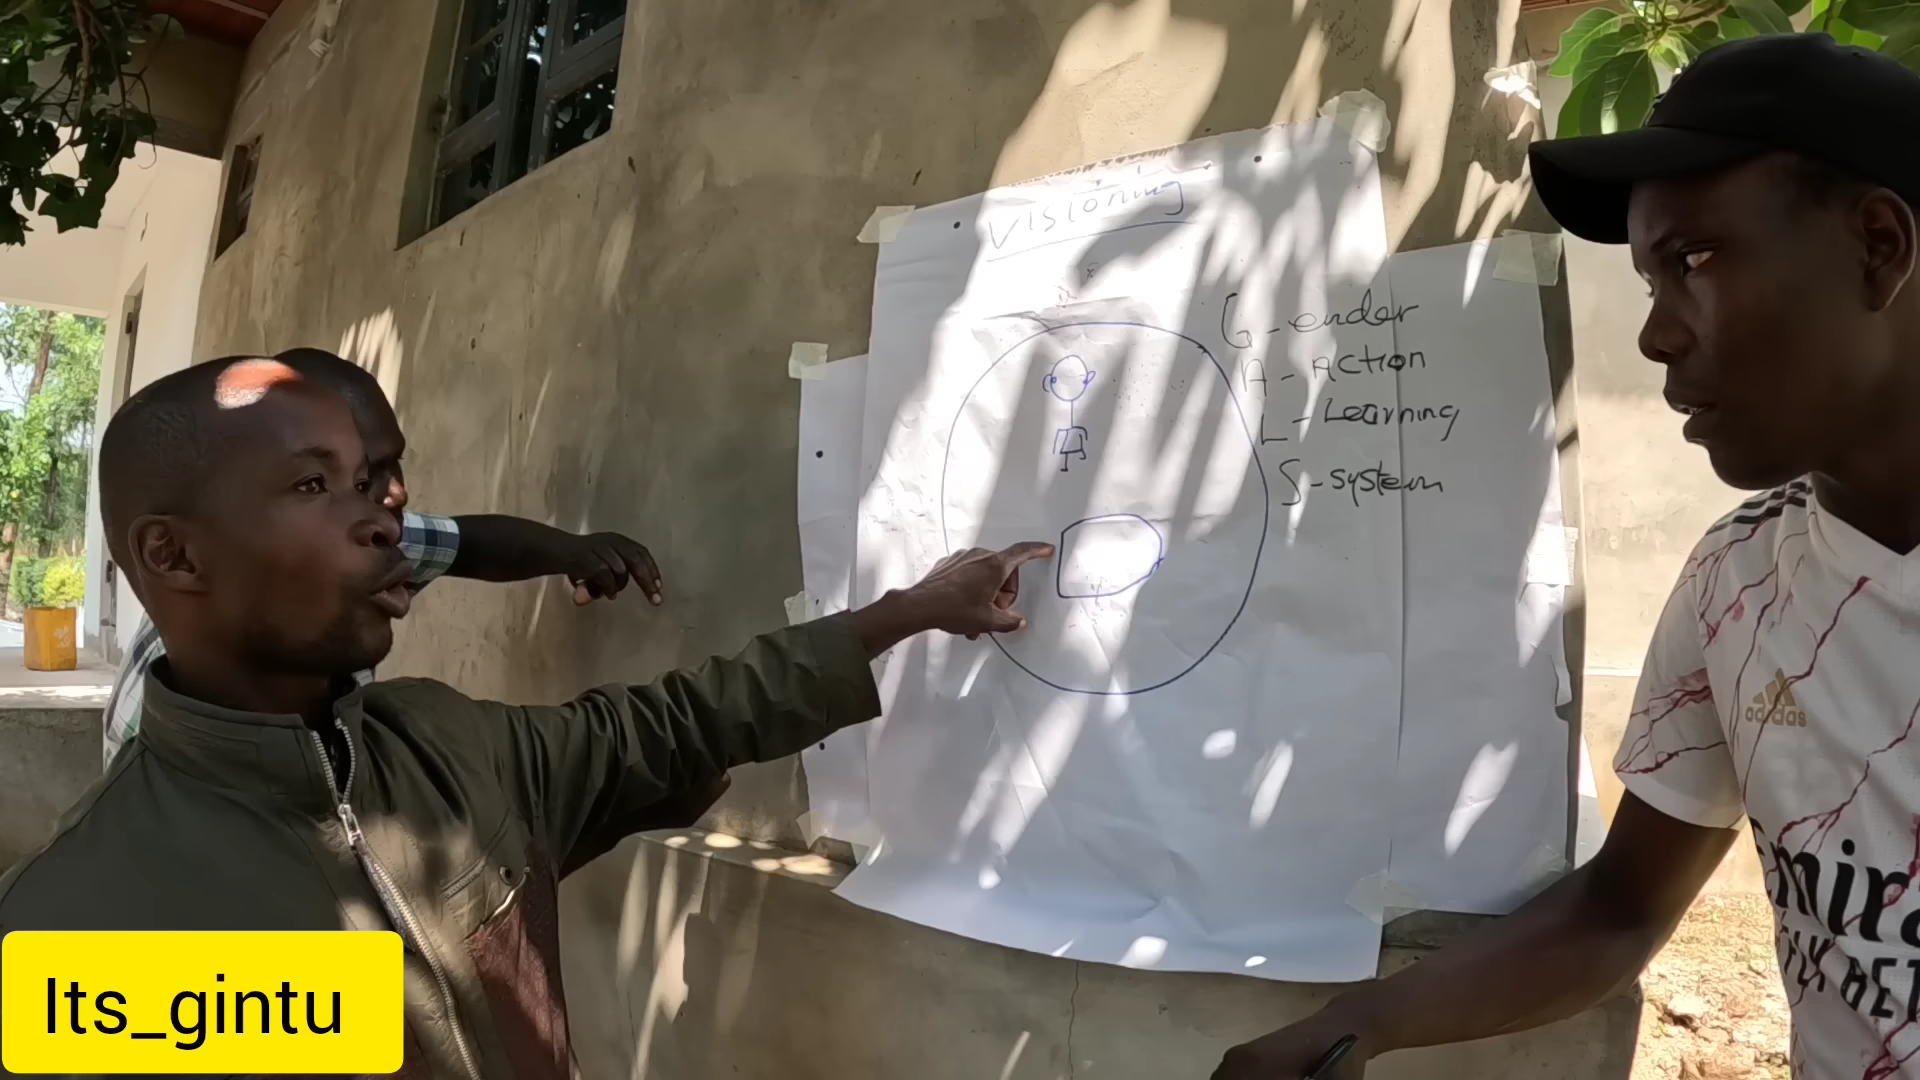 Visioning
G-ender
A-Action
L-Learning
S-system
adidas
Its_gintu